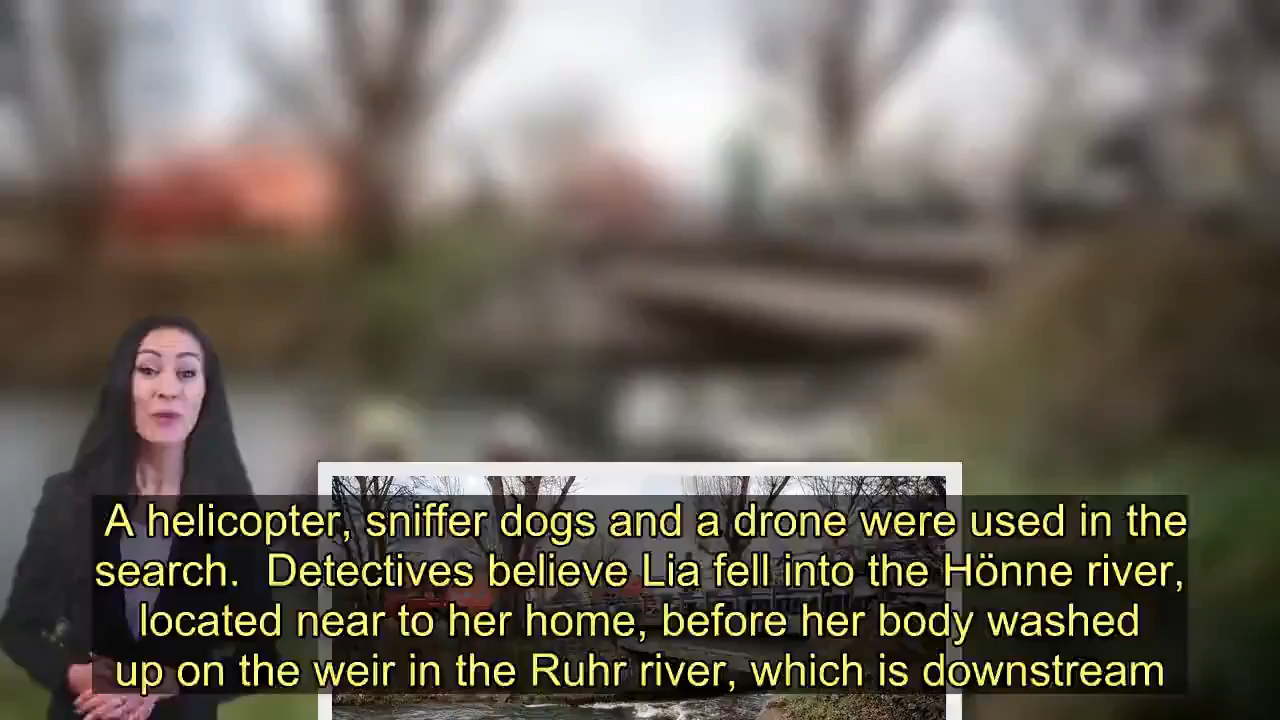 A helicopter, sniffer dogs and a drone were used in the
search.  Detectives believe Lia fell into the Hönne river,
located near to her home, before her body washed
up on the weir in the Ruhr river, which is downstream